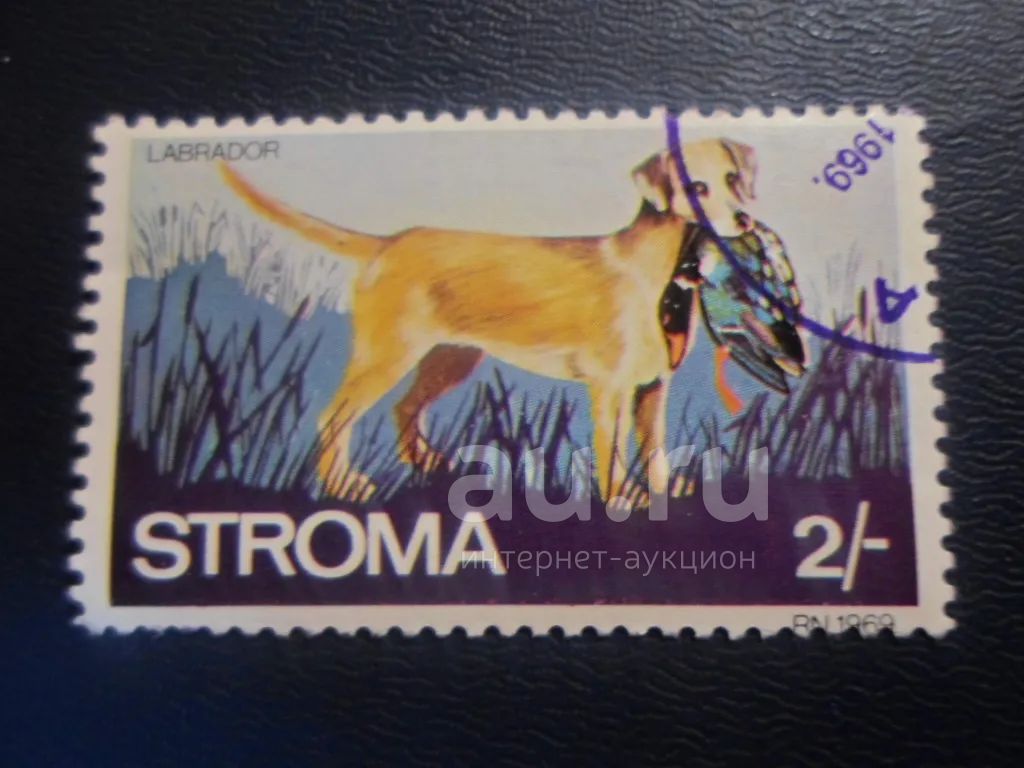 LABRADOR
1969.
A
au.ru
интернет-аукцион
STROMA
2/-
RN 1969